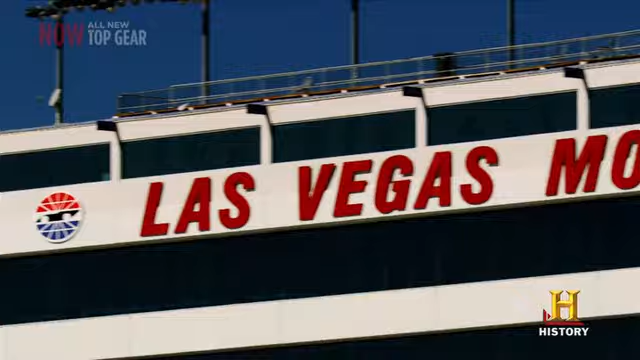 NOW ALL NEW
TOP GEAR
LAS VEGAS MO
H
HISTORY